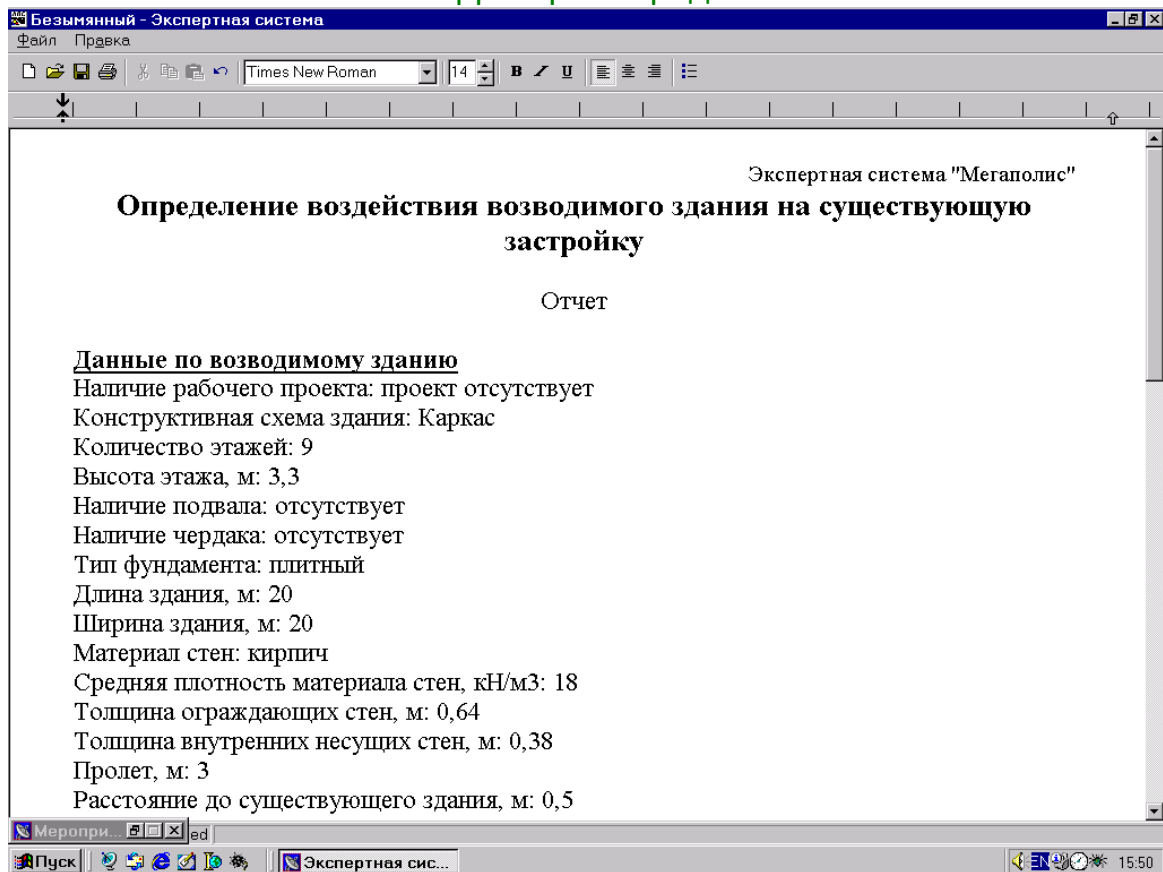 Безымянный - Экспертная система
Файл Правка
Times New Roman 14 B I U
Экспертная система "Мегаполис"
Определение воздействия возводимого здания на существующую
застройку
Отчет
Данные по возводимому зданию
Наличие рабочего проекта: проект отсутствует
Конструктивная схема здания: Каркас
Количество этажей: 9
Высота этажа, м: 3,3
Наличие подвала: отсутствует
Наличие чердака: отсутствует
Тип фундамента: плитный
Длина здания, м: 20
Ширина здания, м: 20
Материал стен: кирпич
Средняя плотность материала стен, кН/м3: 18
Толщина ограждающих стен, м: 0,64
Толщина внутренних несущих стен, м: 0,38
Пролет, м: 3
Расстояние до существующего здания, м: 0,5
Меропри... ed
Пуск Экспертная сис... EN 15:50